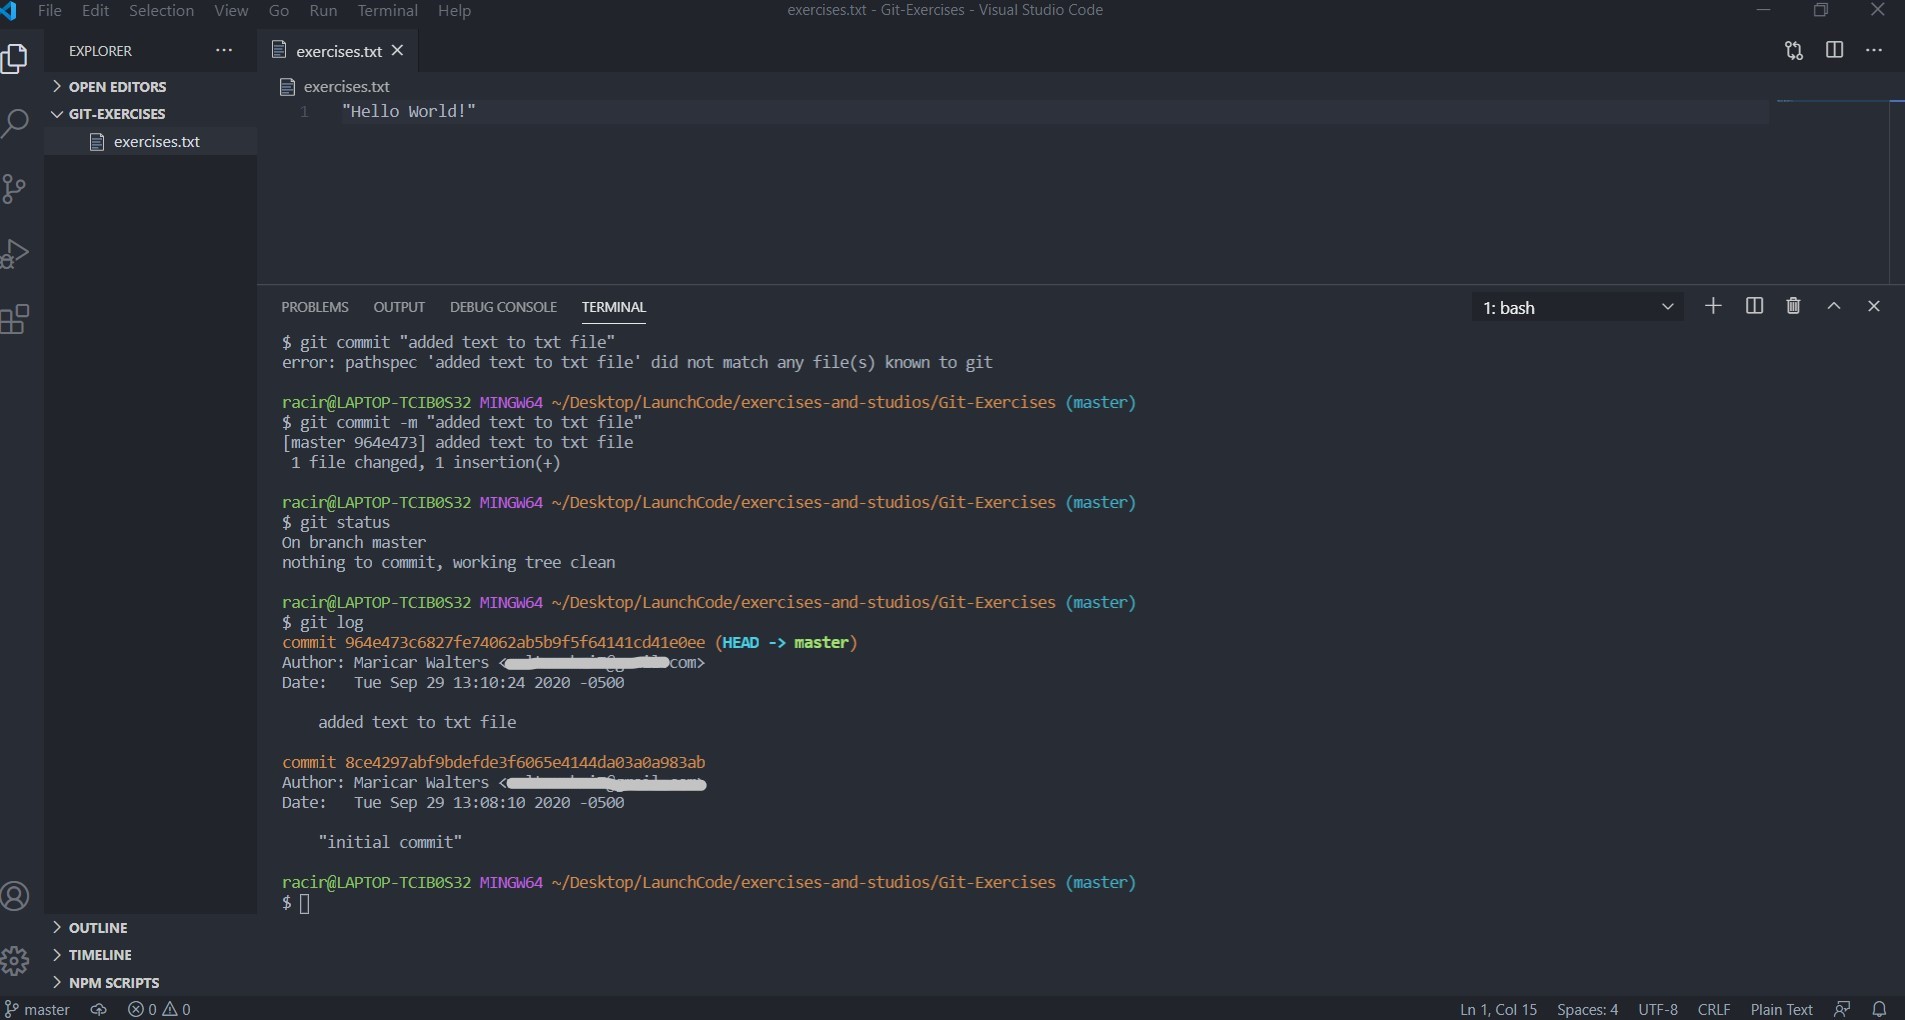 File Edit Selection View Go Run Terminal Help
exercises.txt - Git-Exercises - Visual Studio Code
EXPLORER
exercises.txt
OPEN EDITORS
GIT-EXERCISES
exercises.txt
exercises.txt
1 "Hello World!"
PROBLEMS OUTPUT DEBUG CONSOLE TERMINAL
1: bash
$ git commit "added text to txt file"
error: pathspec 'added text to txt file' did not match any file(s) known to git
racir@LAPTOP-TCIB0S32 MINGW64 ~/Desktop/LaunchCode/exercises-and-studios/Git-Exercises (master)
$ git commit -m "added text to txt file"
[master 964e473] added text to txt file
1 file changed, 1 insertion(+)
racir@LAPTOP-TCIB0S32 MINGW64 ~/Desktop/LaunchCode/exercises-and-studios/Git-Exercises (master)
$ git status
On branch master
nothing to commit, working tree clean
racir@LAPTOP-TCIB0S32 MINGW64 ~/Desktop/LaunchCode/exercises-and-studios/Git-Exercises (master)
$ git log
commit 964e473c6827fe74062ab5b9f5f64141cd41e0ee (HEAD -> master)
Author: Maricar Walters < com>
Date: Tue Sep 29 13:10:24 2020 -0500
added text to txt file
commit 8ce4297abf9bdefde3f6065e4144da03a0a983ab
Author: Maricar Walters <
Date: Tue Sep 29 13:08:10 2020 -0500
"initial commit"
racir@LAPTOP-TCIB0S32 MINGW64 ~/Desktop/LaunchCode/exercises-and-studios/Git-Exercises (master)
$
OUTLINE
TIMELINE
NPM SCRIPTS
master 0 0
Ln 1, Col 15 Spaces: 4 UTF-8 CRLF Plain Text